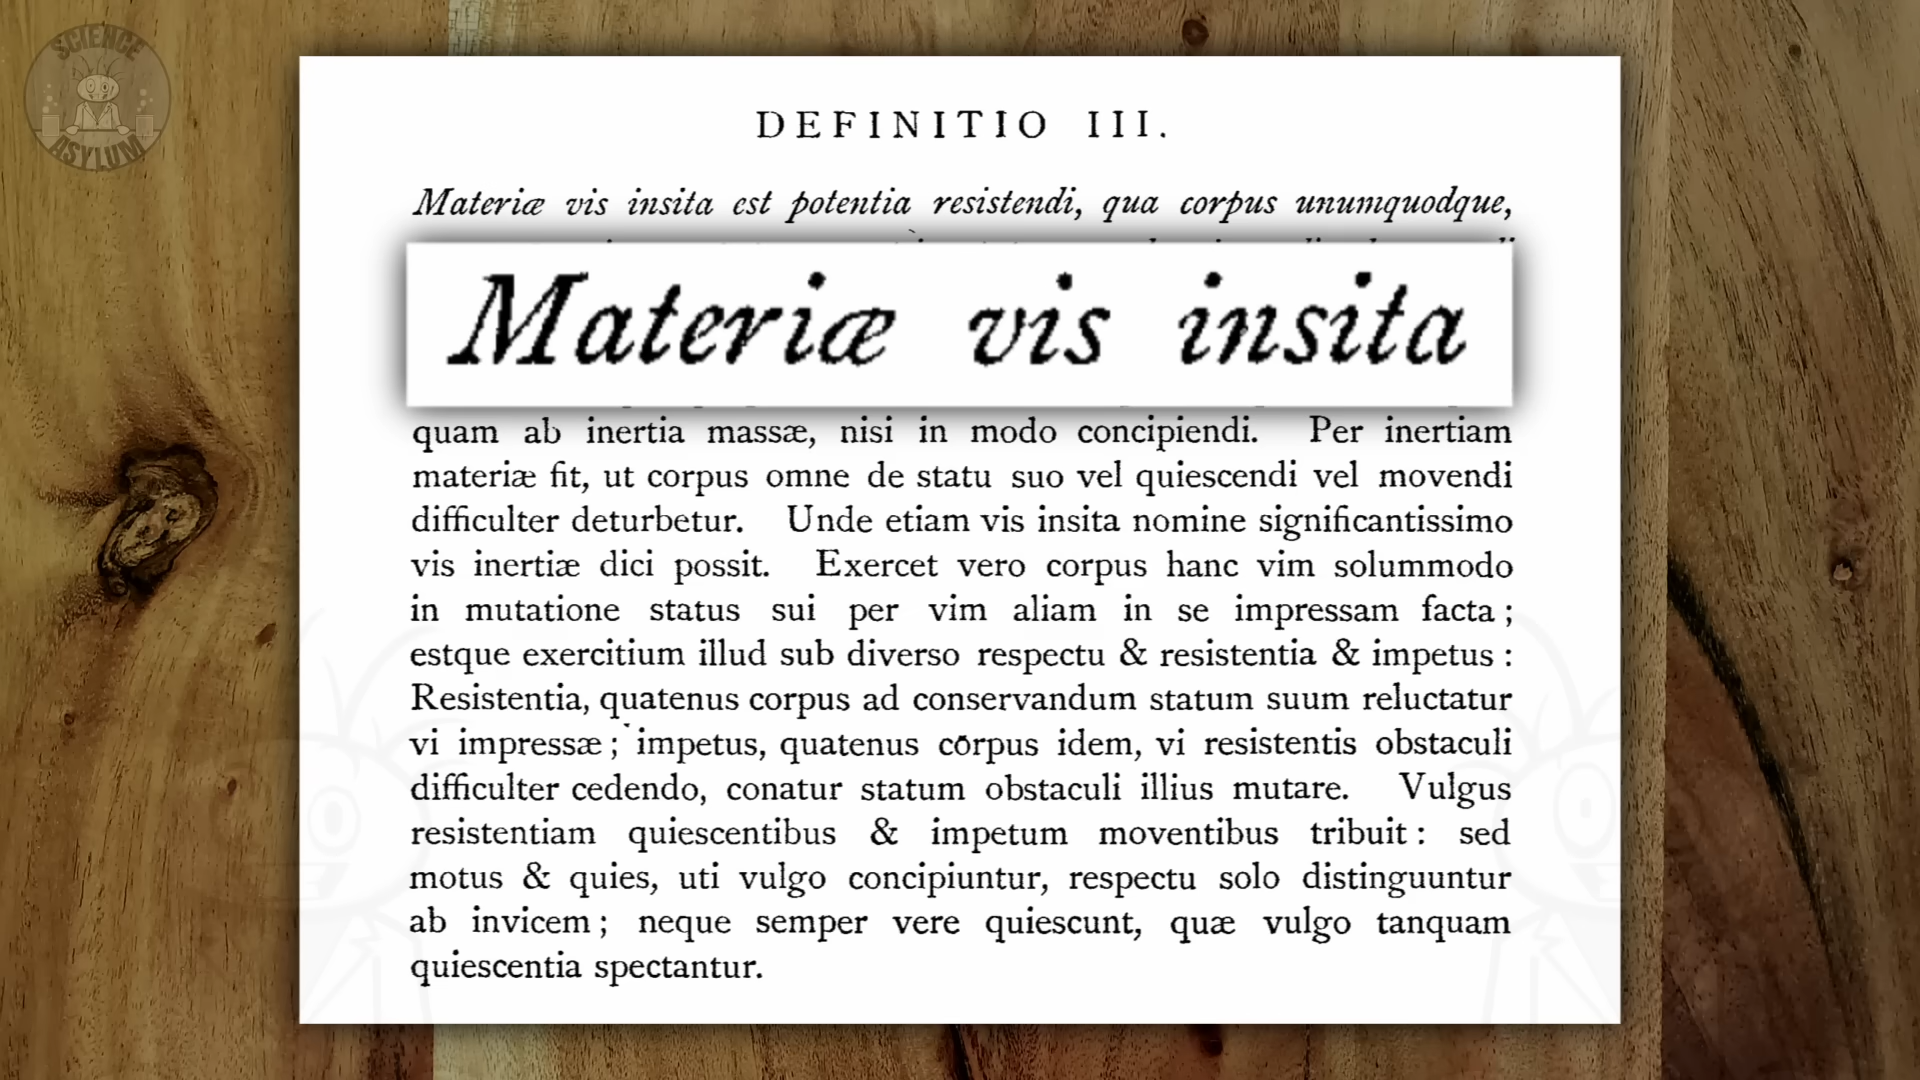 SCIENCE
ASYLUM
DEFINITIO III.
Materiæ vis insita est potentia resistendi, qua corpus unumquodque,
Materiæ vis insita
quam ab inertia massæ, nisi in modo concipiendi. Per inertiam
materiæ fit, ut corpus omne de statu suo vel quiescendi vel movendi
difficulter deturbetur. Unde etiam vis insita nomine significantissimo
vis inertiæ dici possit. Exercet vero corpus hanc vim solummodo
in mutatione status sui per vim aliam in se impressam facta;
estque exercitium illud sub diverso respectu & resistentia & impetus:
Resistentia, quatenus corpus ad conservandum statum suum reluctatur
vi impressæ; impetus, quatenus corpus idem, vi resistentis obstaculi
difficulter cedendo, conatur statum obstaculi illius mutare. Vulgus
resistentiam quiescentibus & impetum moventibus tribuit: sed
motus & quies, uti vulgo concipiuntur, respectu solo distinguuntur
ab invicem; neque semper vere quiescunt, quæ vulgo tanquam
quiescentia spectantur.